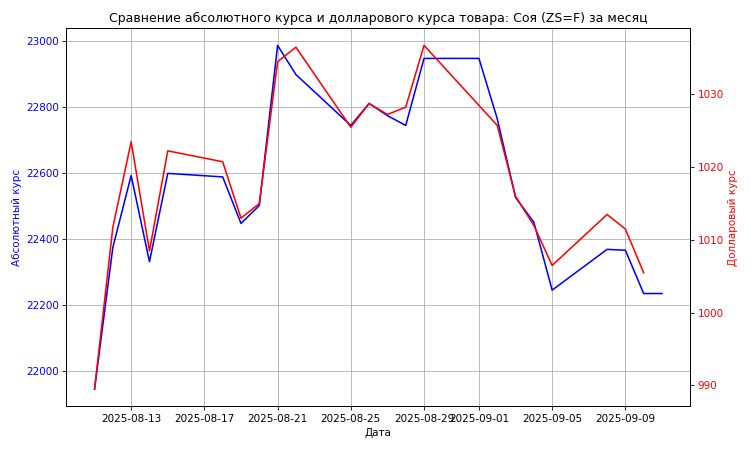 Сравнение абсолютного курса и долларового курса товара: Соя (ZS=F) за месяц
23000
22800
22600
22400
22200
22000
Абсолютный курс
1030
1020
1010
1000
990
Долларовый курс
2025-08-13 2025-08-17 2025-08-21 2025-08-25 2025-08-29 2025-09-01 2025-09-05 2025-09-09
Дата